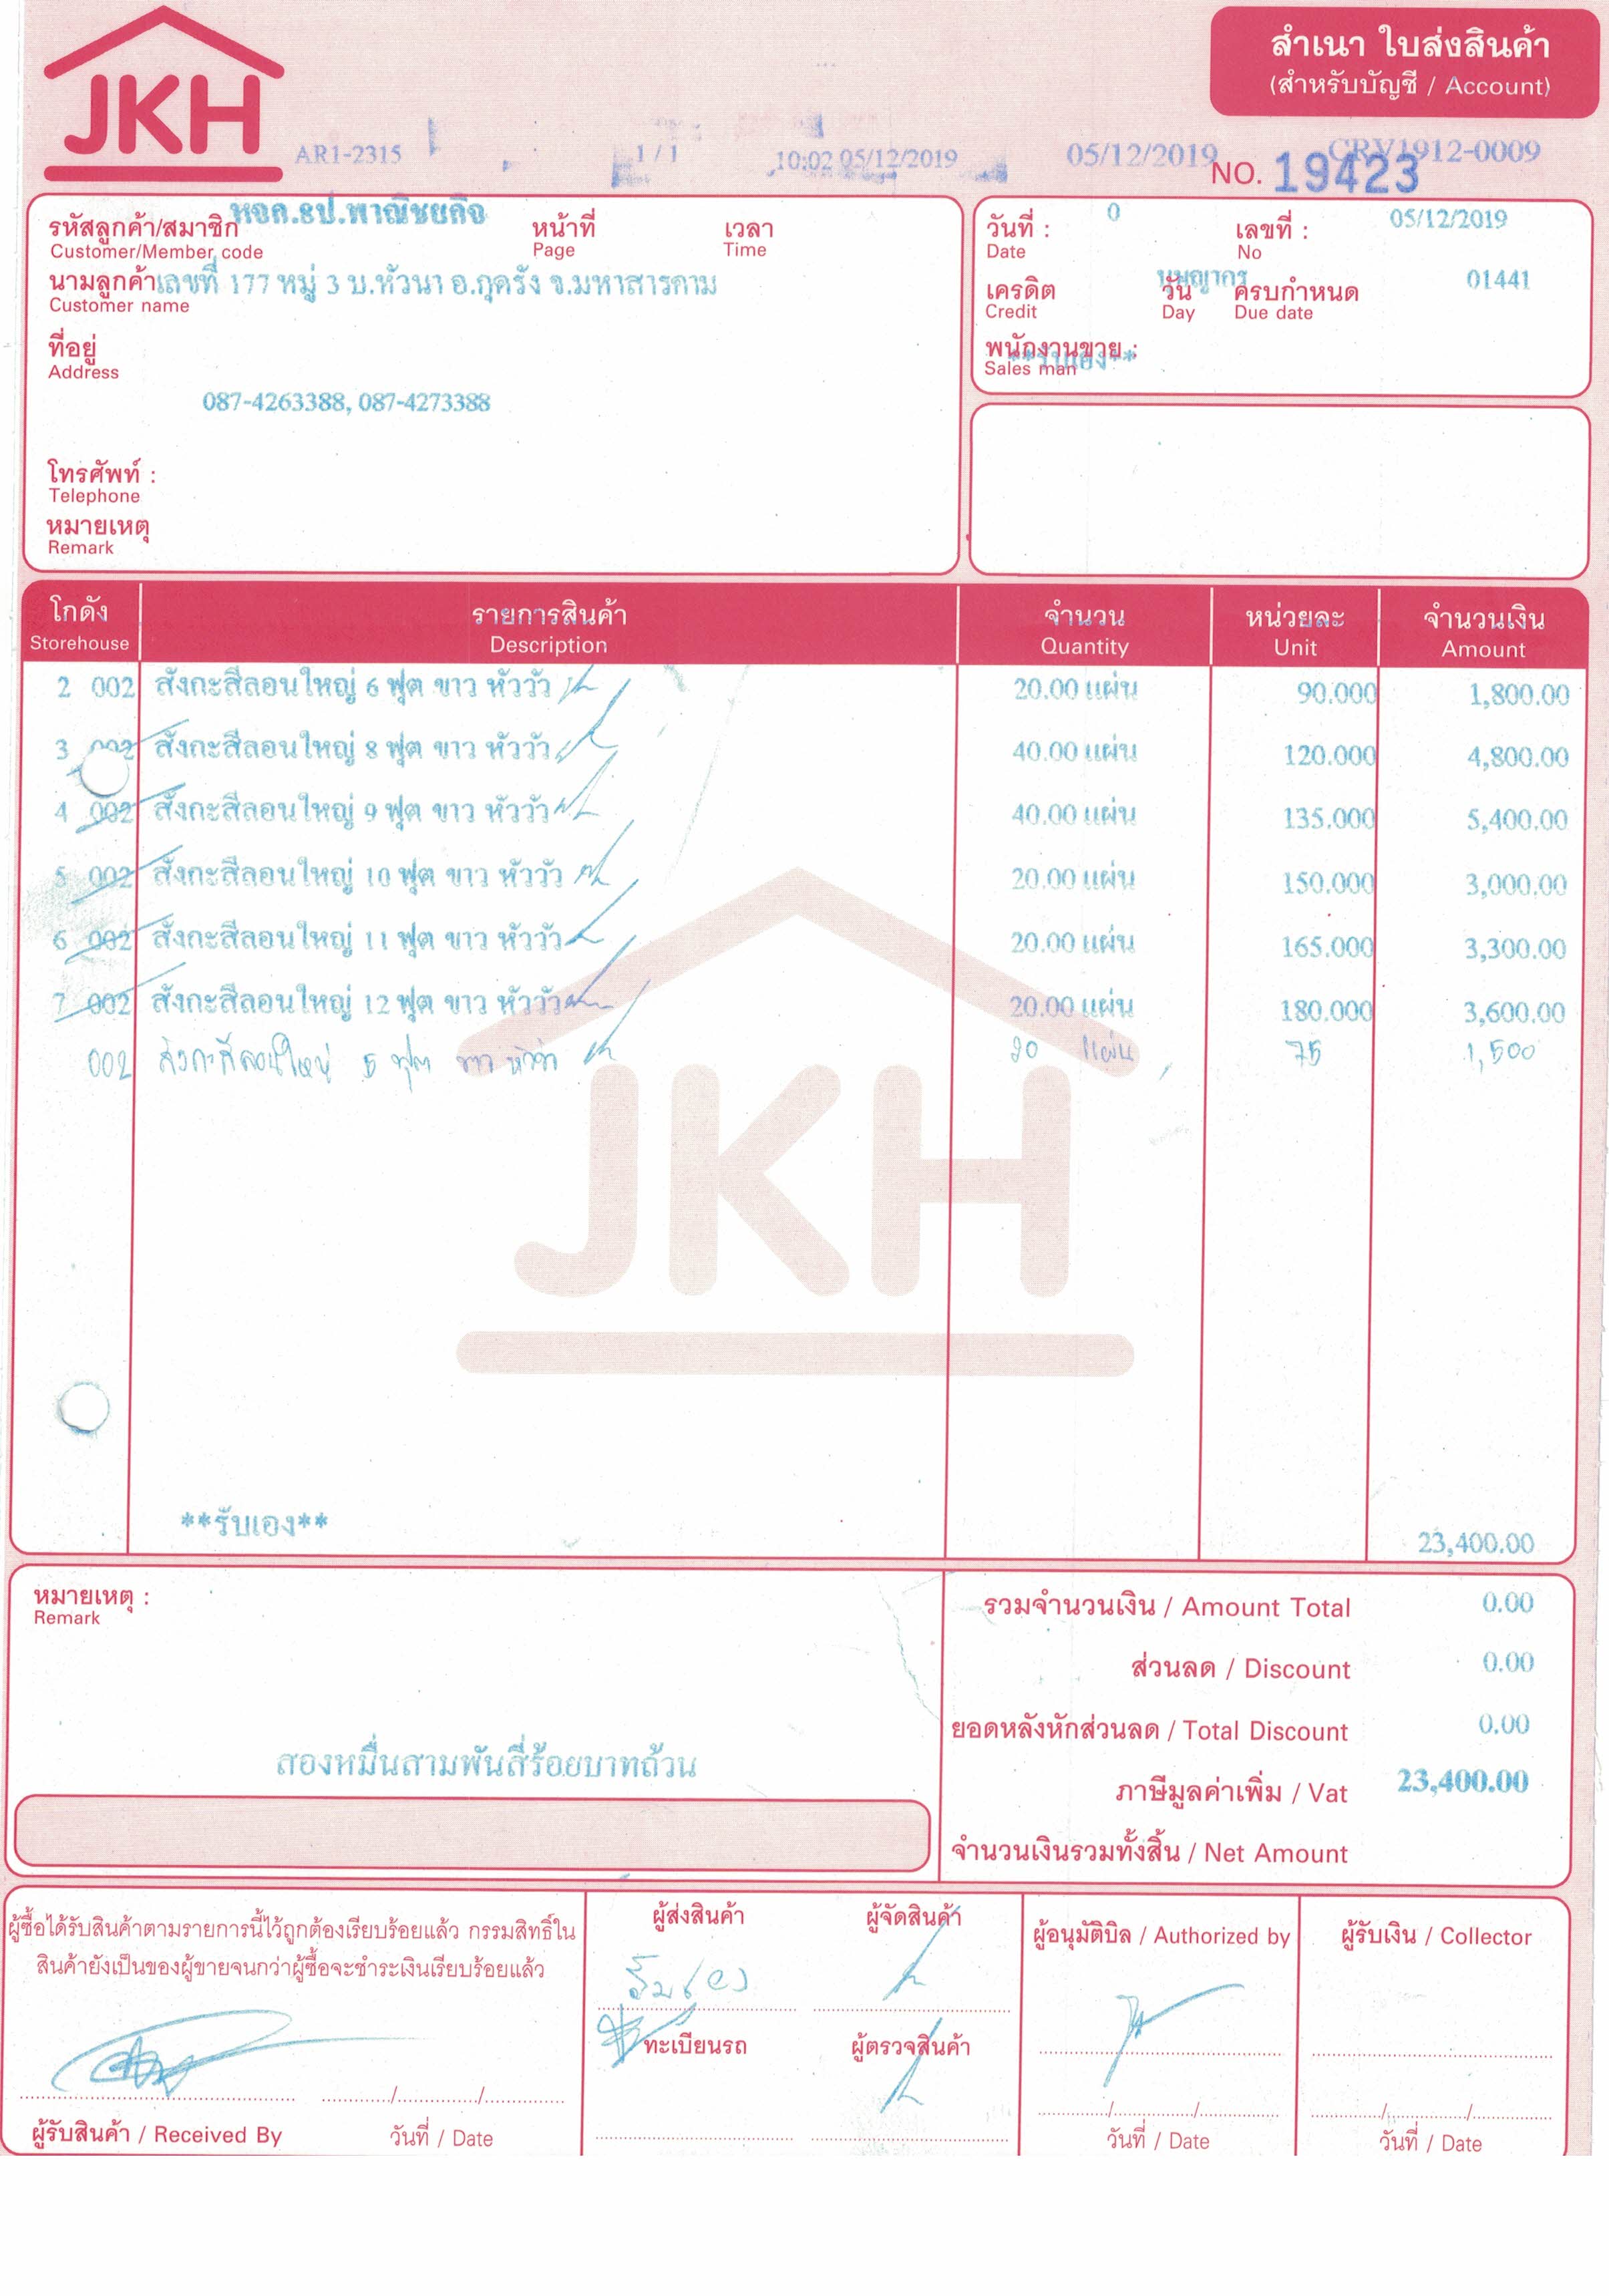 JKH
สำเนา ใบส่งสินค้า
(สำหรับบัญชี / Account)
AR1-2315 1 / 1 10:02 05/12/2019 05/12/2019 CRV1912-0009
NO. 19423
หจก.ธป.พาณิชยกิจ
รหัสลูกค้า/สมาชิก หน้าที่ เวลา
Customer/Member code Page Time
นามลูกค้า เลขที่ 177 หมู่ 3 บ.หัวนา อ.กุดรัง จ.มหาสารคาม
Customer name
ที่อยู่
Address
087-4263388, 087-4273388
โทรศัพท์ :
Telephone
หมายเหตุ
Remark
วันที่ : 0 เลขที่ : 05/12/2019
Date No
เครดิต วัน ครบกำหนด 01441
Credit Day Due date
พนักงานขาย : **รับเอง**
Sales man
โกดัง รายการสินค้า จำนวน หน่วยละ จำนวนเงิน
Storehouse Description Quantity Unit Amount
2 002 สังกะสีลอนใหญ่ 6 ฟุต ขาว หัววัว 20.00 แผ่น 90.000 1,800.00
3 002 สังกะสีลอนใหญ่ 8 ฟุต ขาว หัววัว 40.00 แผ่น 120.000 4,800.00
4 002 สังกะสีลอนใหญ่ 9 ฟุต ขาว หัววัว 40.00 แผ่น 135.000 5,400.00
5 002 สังกะสีลอนใหญ่ 10 ฟุต ขาว หัววัว 20.00 แผ่น 150.000 3,000.00
6 002 สังกะสีลอนใหญ่ 11 ฟุต ขาว หัววัว 20.00 แผ่น 165.000 3,300.00
7 002 สังกะสีลอนใหญ่ 12 ฟุต ขาว หัววัว 20.00 แผ่น 180.000 3,600.00
002 สังกะสีลอนใหญ่ 5 ฟุต ขาว หัววัว 20 แผ่น 75 1,500
JKH
**รับเอง** 23,400.00
หมายเหตุ :
Remark
รวมจำนวนเงิน / Amount Total 0.00
ส่วนลด / Discount 0.00
ยอดหลังหักส่วนลด / Total Discount 0.00
สองหมื่นสามพันสี่ร้อยบาทถ้วน
ภาษีมูลค่าเพิ่ม / Vat 23,400.00
จำนวนเงินรวมทั้งสิ้น / Net Amount
ผู้ซื้อได้รับสินค้าตามรายการนี้ไว้ถูกต้องเรียบร้อยแล้ว กรรมสิทธิ์ใน
สินค้ายังเป็นของผู้ขายจนกว่าผู้ซื้อจะชำระเงินเรียบร้อยแล้ว
ผู้รับสินค้า / Received By วันที่ / Date
ผู้ส่งสินค้า ผู้จัดสินค้า
รับเอง
ทะเบียนรถ ผู้ตรวจสินค้า
ผู้อนุมัติบิล / Authorized by
วันที่ / Date
ผู้รับเงิน / Collector
วันที่ / Date